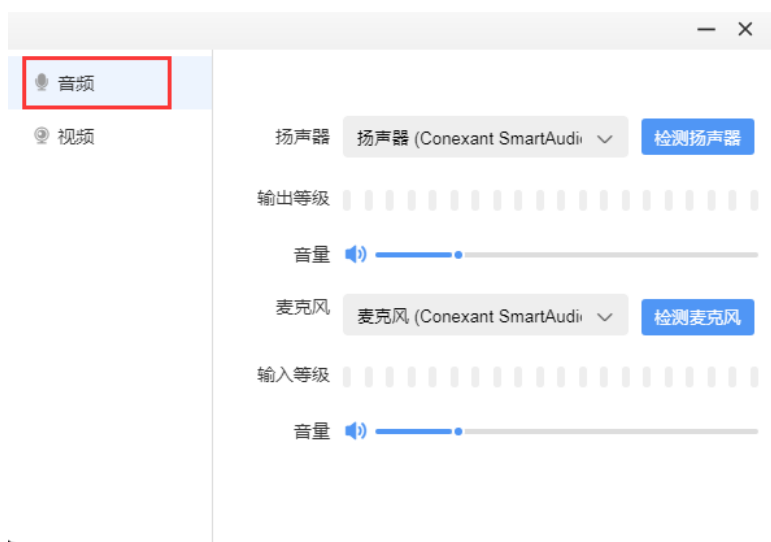 音频
视频
扬声器 扬声器 (Conexant SmartAudi 检测扬声器
输出等级
音量
麦克风 麦克风 (Conexant SmartAudi 检测麦克风
输入等级
音量